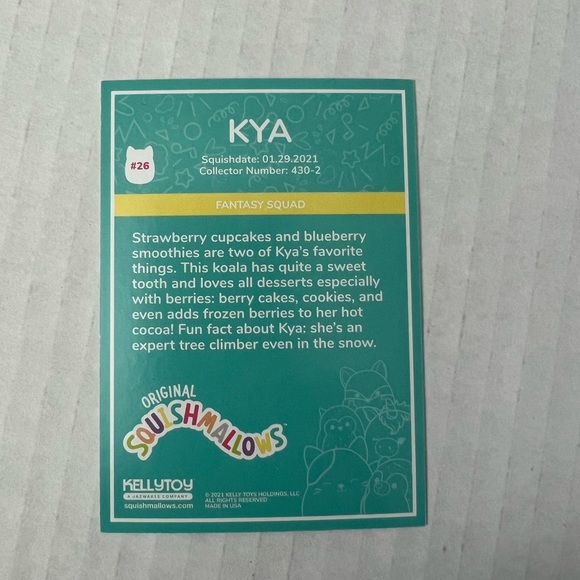 KYA
#26
Squishdate: 01.29.2021
Collector Number: 430-2
FANTASY SQUAD
Strawberry cupcakes and blueberry
smoothies are two of Kya's favorite
things. This koala has quite a sweet
tooth and loves all desserts especially
with berries: berry cakes, cookies, and
even adds frozen berries to her hot
cocoa! Fun fact about Kya: she's an
expert tree climber even in the snow.
ORIGINAL
SQUISHMALLOWS™
KELLYTOY
A JAZWARES COMPANY
squishmallows.com
© 2021 KELLY TOYS HOLDINGS, LLC
ALL RIGHTS RESERVED
MADE IN USA